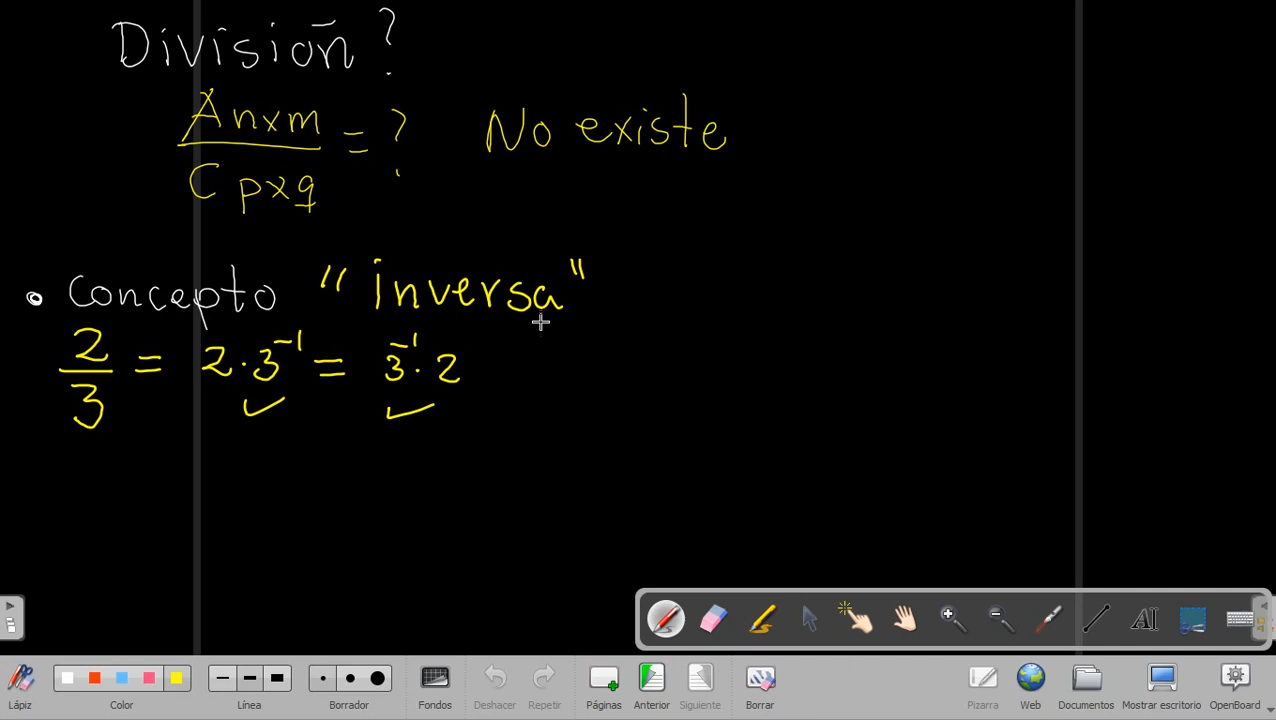 División?
Anxm
——— = ? No existe
Cpxq
• Concepto "inversa"
2/3 = 2·3⁻¹ = 3⁻¹·2
Lápiz Color Línea Borrador Fondos Deshacer Repetir Páginas Anterior Siguiente Borrar Pizarra Web Documentos Mostrar escritorio OpenBoard